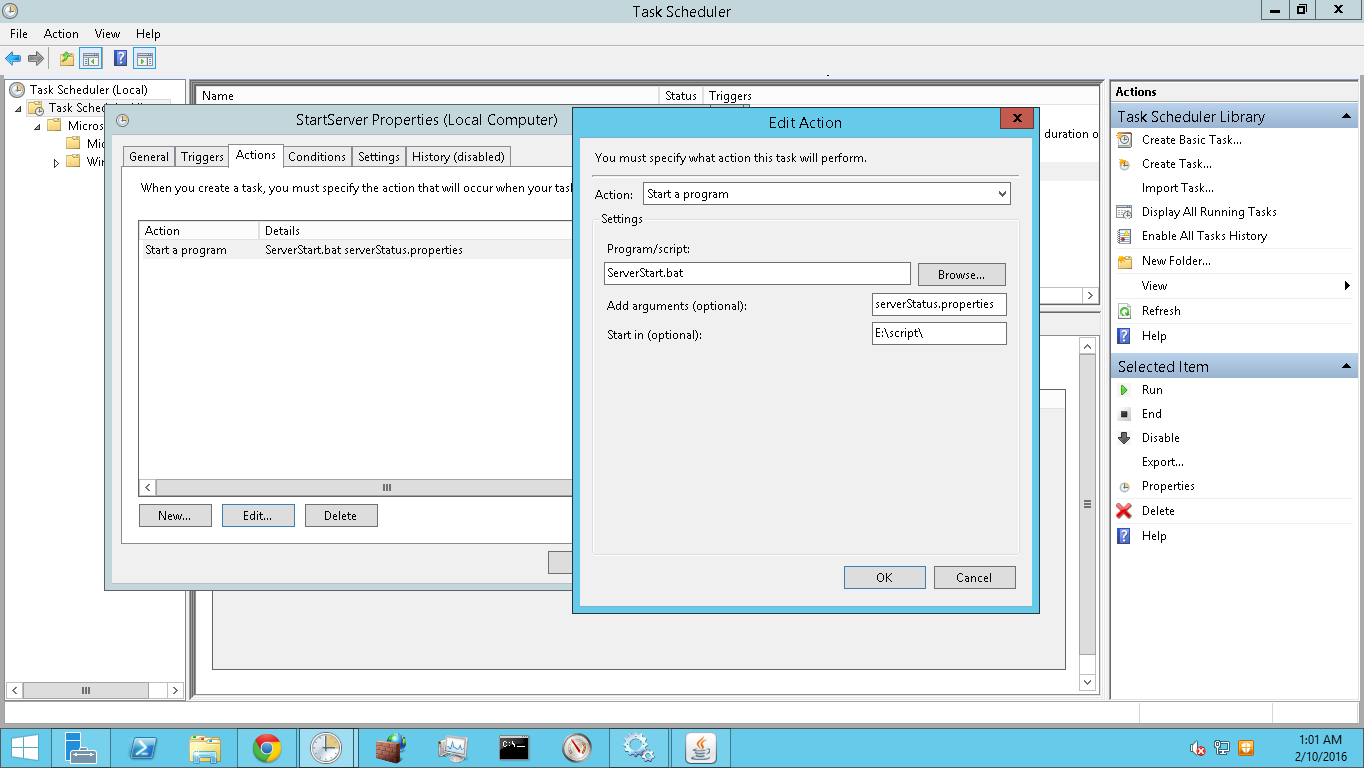 Task Scheduler
File Action View Help
Task Scheduler (Local)
Task Sched
Micros
Mi
Win
Name Status Triggers
duration o
StartServer Properties (Local Computer)
General Triggers Actions Conditions Settings History (disabled)
When you create a task, you must specify the action that will occur when your task
Action Details
Start a program ServerStart.bat serverStatus.properties
New... Edit... Delete
Edit Action
You must specify what action this task will perform.
Action: Start a program
Settings
Program/script:
ServerStart.bat Browse...
Add arguments (optional): serverStatus.properties
Start in (optional): E:\script\
OK Cancel
Actions
Task Scheduler Library
Create Basic Task...
Create Task...
Import Task...
Display All Running Tasks
Enable All Tasks History
New Folder...
View
Refresh
Help
Selected Item
Run
End
Disable
Export...
Properties
Delete
Help
1:01 AM
2/10/2016